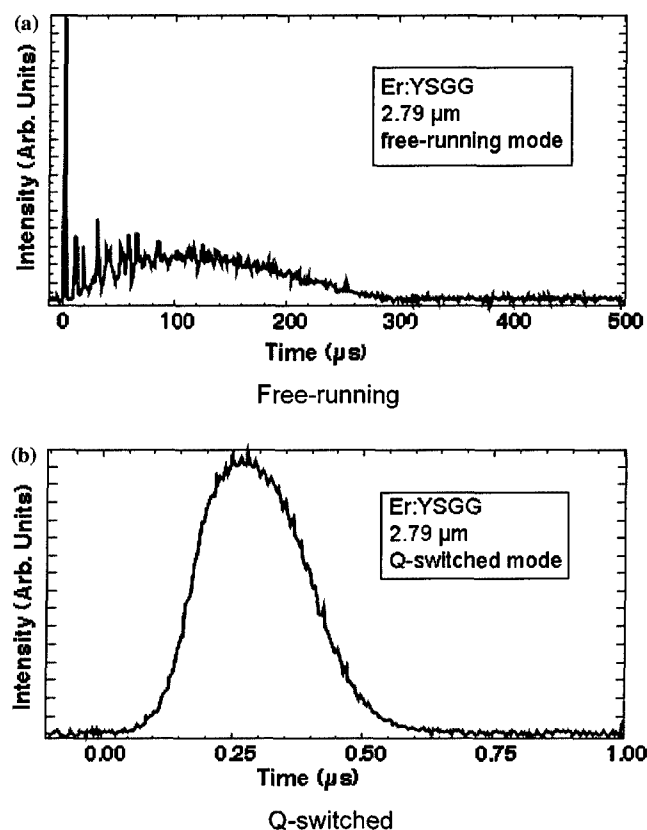 (a)
Intensity (Arb. Units)
Er:YSGG
2.79 µm
free-running mode
0 100 200 300 400 500
Time (µs)
Free-running
(b)
Intensity (Arb. Units)
Er:YSGG
2.79 µm
Q-switched mode
0.00 0.25 0.50 0.75 1.00
Time (µs)
Q-switched